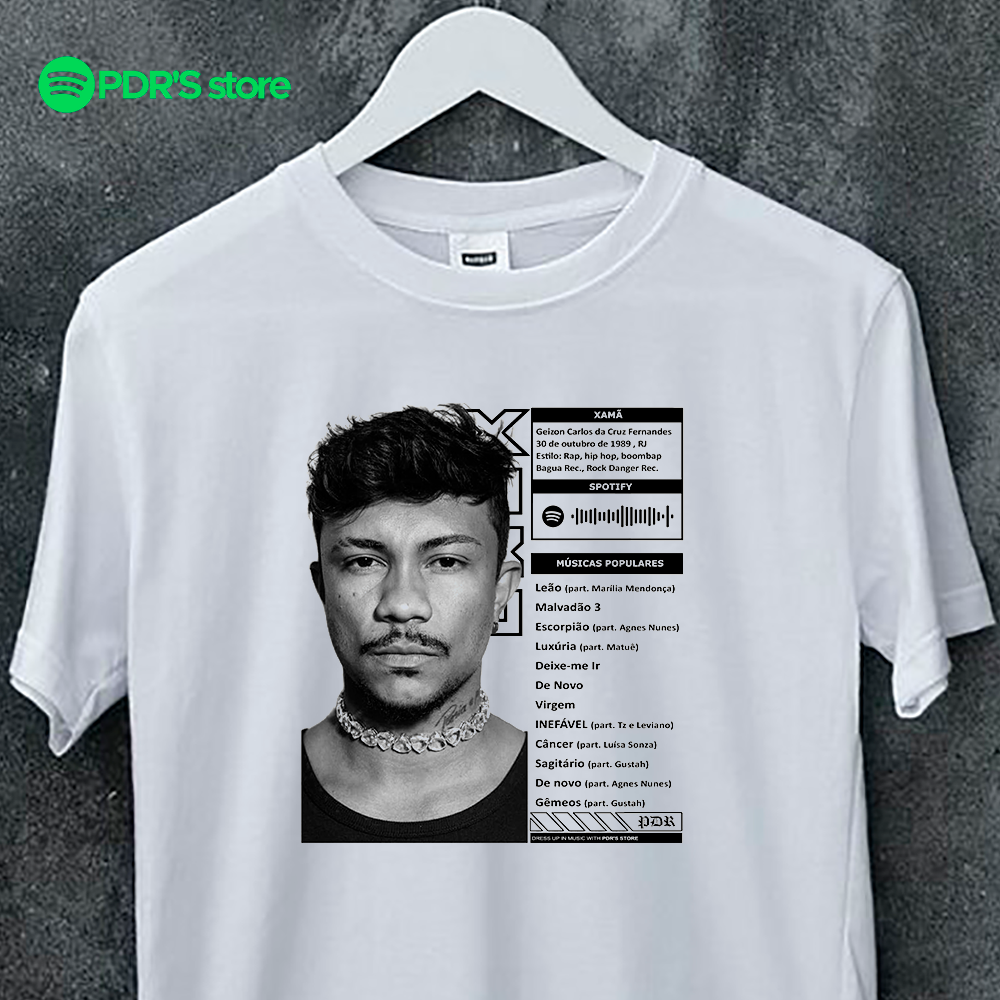 PDR'S store
XAMÃ
Geizon Carlos da Cruz Fernandes
30 de outubro de 1989 , RJ
Estilo: Rap, hip hop, boombap
Bagua Rec., Rock Danger Rec.
SPOTIFY
MÚSICAS POPULARES
Leão (part. Marília Mendonça)
Malvadão 3
Escorpião (part. Agnes Nunes)
Luxúria (part. Matuê)
Deixe-me Ir
De Novo
Virgem
INEFÁVEL (part. Tz e Leviano)
Câncer (part. Luísa Sonza)
Sagitário (part. Gustah)
De novo (part. Agnes Nunes)
Gêmeos (part. Gustah)
PDR
DRESS UP IN MUSIC WITH PDR'S STORE